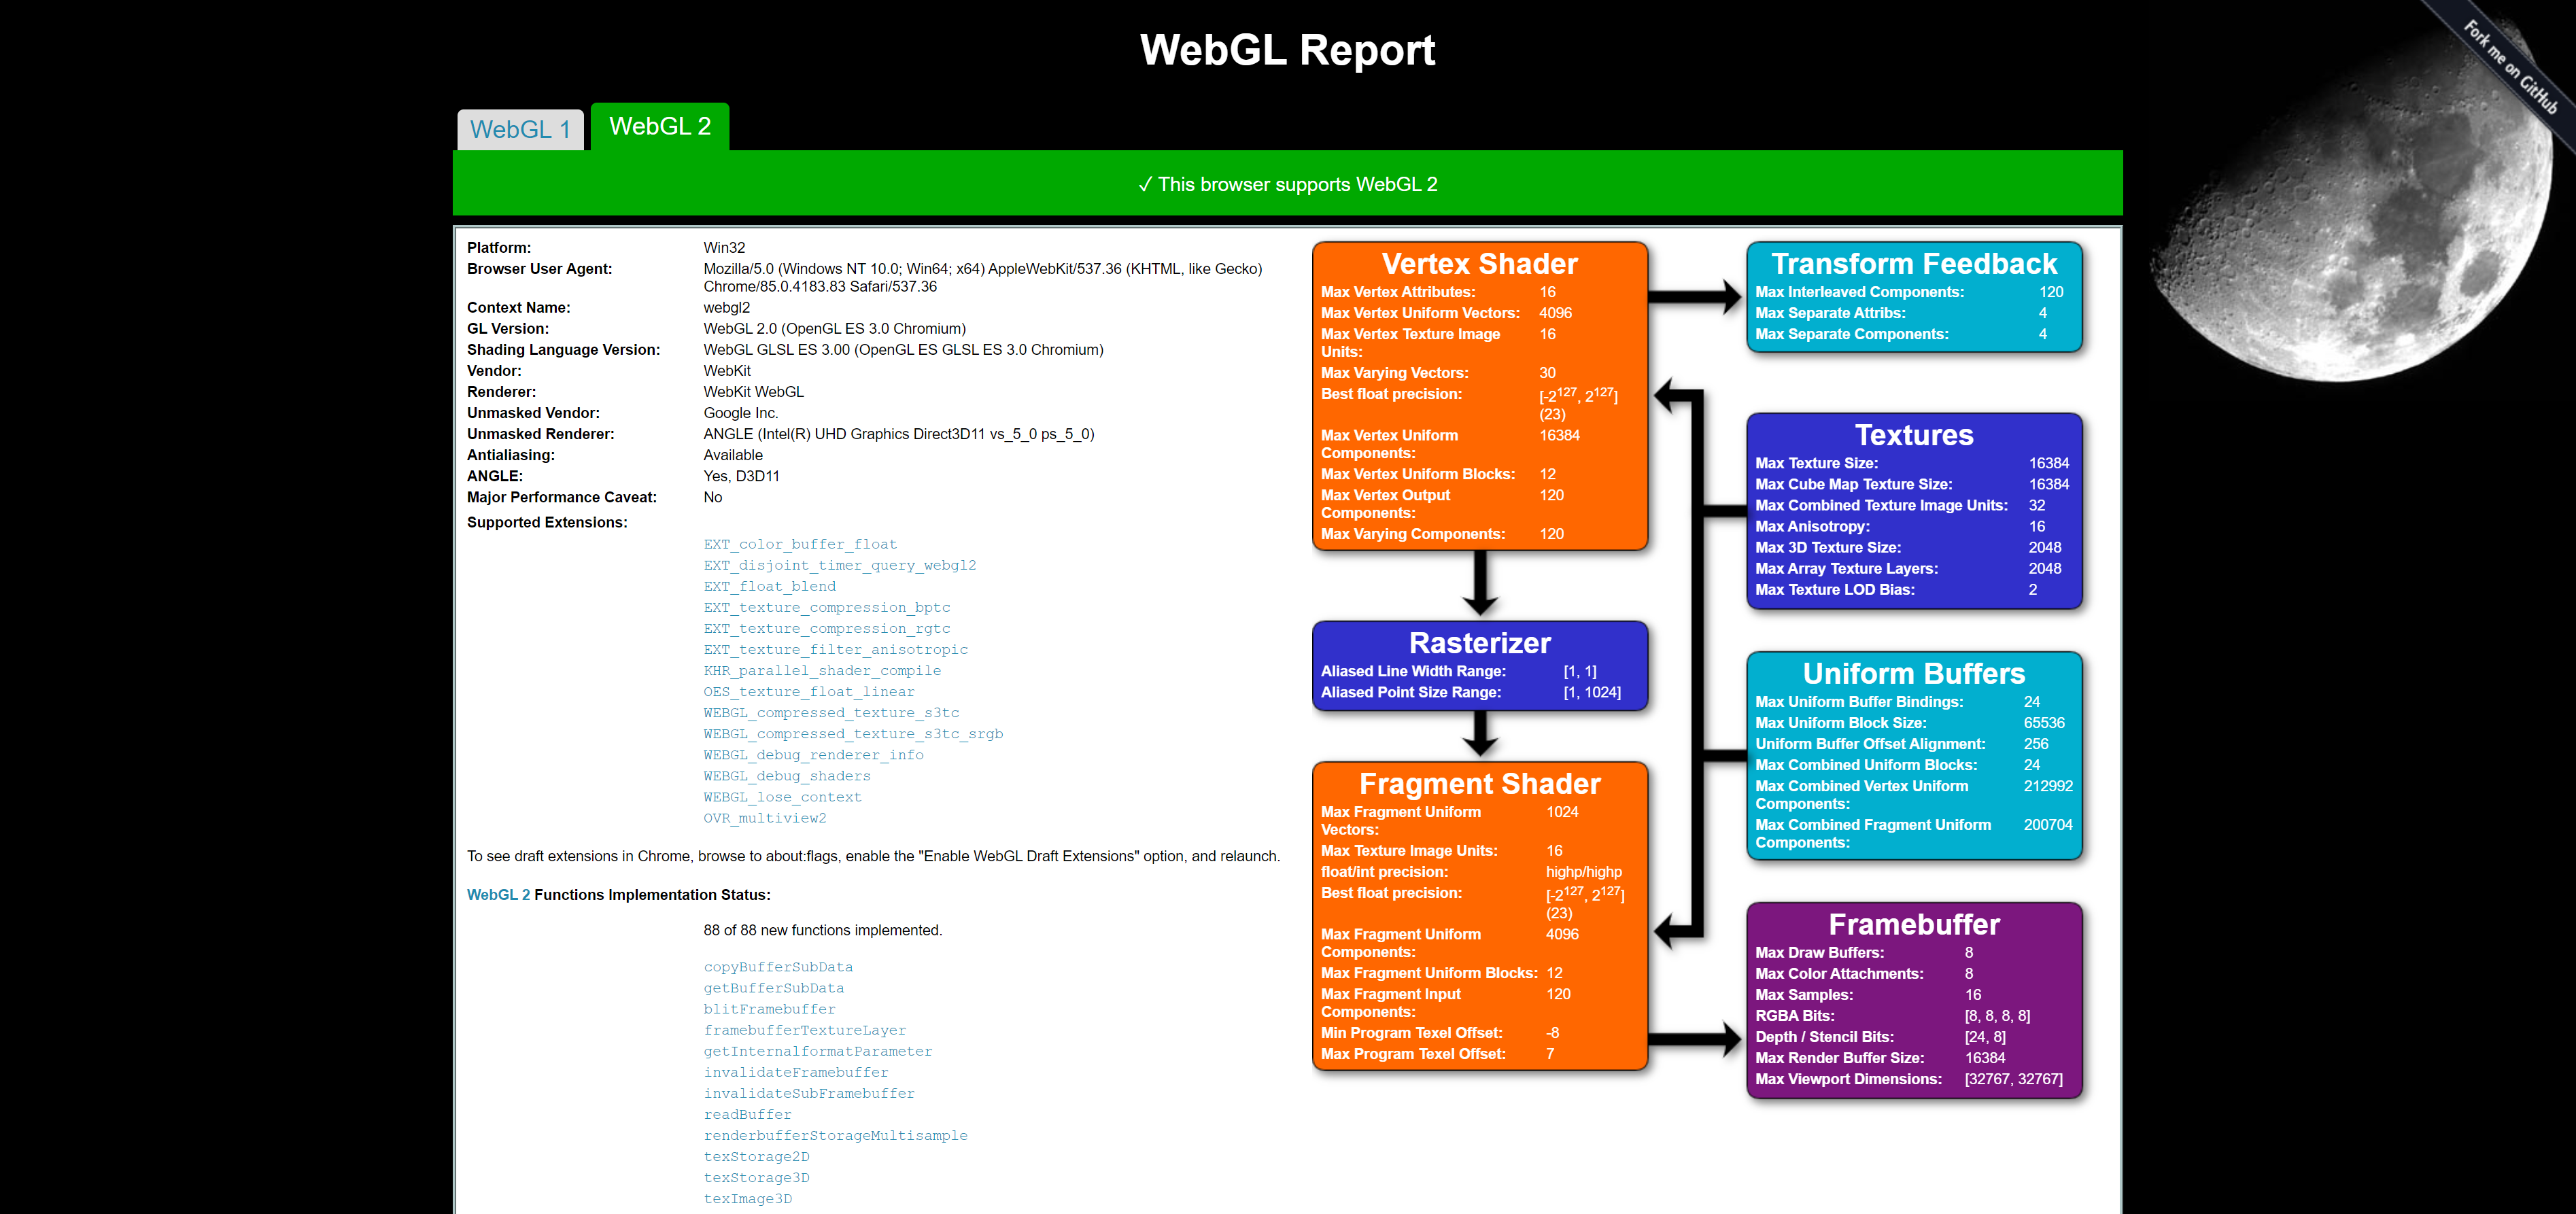 WebGL Report
Fork me on GitHub
WebGL 1
WebGL 2
✓ This browser supports WebGL 2
Platform: Win32
Browser User Agent: Mozilla/5.0 (Windows NT 10.0; Win64; x64) AppleWebKit/537.36 (KHTML, like Gecko)
Chrome/85.0.4183.83 Safari/537.36
Context Name: webgl2
GL Version: WebGL 2.0 (OpenGL ES 3.0 Chromium)
Shading Language Version: WebGL GLSL ES 3.00 (OpenGL ES GLSL ES 3.0 Chromium)
Vendor: WebKit
Renderer: WebKit WebGL
Unmasked Vendor: Google Inc.
Unmasked Renderer: ANGLE (Intel(R) UHD Graphics Direct3D11 vs_5_0 ps_5_0)
Antialiasing: Available
ANGLE: Yes, D3D11
Major Performance Caveat: No
Supported Extensions:
EXT_color_buffer_float
EXT_disjoint_timer_query_webgl2
EXT_float_blend
EXT_texture_compression_bptc
EXT_texture_compression_rgtc
EXT_texture_filter_anisotropic
KHR_parallel_shader_compile
OES_texture_float_linear
WEBGL_compressed_texture_s3tc
WEBGL_compressed_texture_s3tc_srgb
WEBGL_debug_renderer_info
WEBGL_debug_shaders
WEBGL_lose_context
OVR_multiview2
To see draft extensions in Chrome, browse to about:flags, enable the "Enable WebGL Draft Extensions" option, and relaunch.
WebGL 2 Functions Implementation Status:
88 of 88 new functions implemented.
copyBufferSubData
getBufferSubData
blitFramebuffer
framebufferTextureLayer
getInternalformatParameter
invalidateFramebuffer
invalidateSubFramebuffer
readBuffer
renderbufferStorageMultisample
texStorage2D
texStorage3D
texImage3D
Vertex Shader
Max Vertex Attributes: 16
Max Vertex Uniform Vectors: 4096
Max Vertex Texture Image 16
Units:
Max Varying Vectors: 30
Best float precision: [-2¹²⁷, 2¹²⁷]
(23)
Max Vertex Uniform 16384
Components:
Max Vertex Uniform Blocks: 12
Max Vertex Output 120
Components:
Max Varying Components: 120
Rasterizer
Aliased Line Width Range: [1, 1]
Aliased Point Size Range: [1, 1024]
Fragment Shader
Max Fragment Uniform 1024
Vectors:
Max Texture Image Units: 16
float/int precision: highp/highp
Best float precision: [-2¹²⁷, 2¹²⁷]
(23)
Max Fragment Uniform 4096
Components:
Max Fragment Uniform Blocks: 12
Max Fragment Input 120
Components:
Min Program Texel Offset: -8
Max Program Texel Offset: 7
Transform Feedback
Max Interleaved Components: 120
Max Separate Attribs: 4
Max Separate Components: 4
Textures
Max Texture Size: 16384
Max Cube Map Texture Size: 16384
Max Combined Texture Image Units: 32
Max Anisotropy: 16
Max 3D Texture Size: 2048
Max Array Texture Layers: 2048
Max Texture LOD Bias: 2
Uniform Buffers
Max Uniform Buffer Bindings: 24
Max Uniform Block Size: 65536
Uniform Buffer Offset Alignment: 256
Max Combined Uniform Blocks: 24
Max Combined Vertex Uniform 212992
Components:
Max Combined Fragment Uniform 200704
Components:
Framebuffer
Max Draw Buffers: 8
Max Color Attachments: 8
Max Samples: 16
RGBA Bits: [8, 8, 8, 8]
Depth / Stencil Bits: [24, 8]
Max Render Buffer Size: 16384
Max Viewport Dimensions: [32767, 32767]